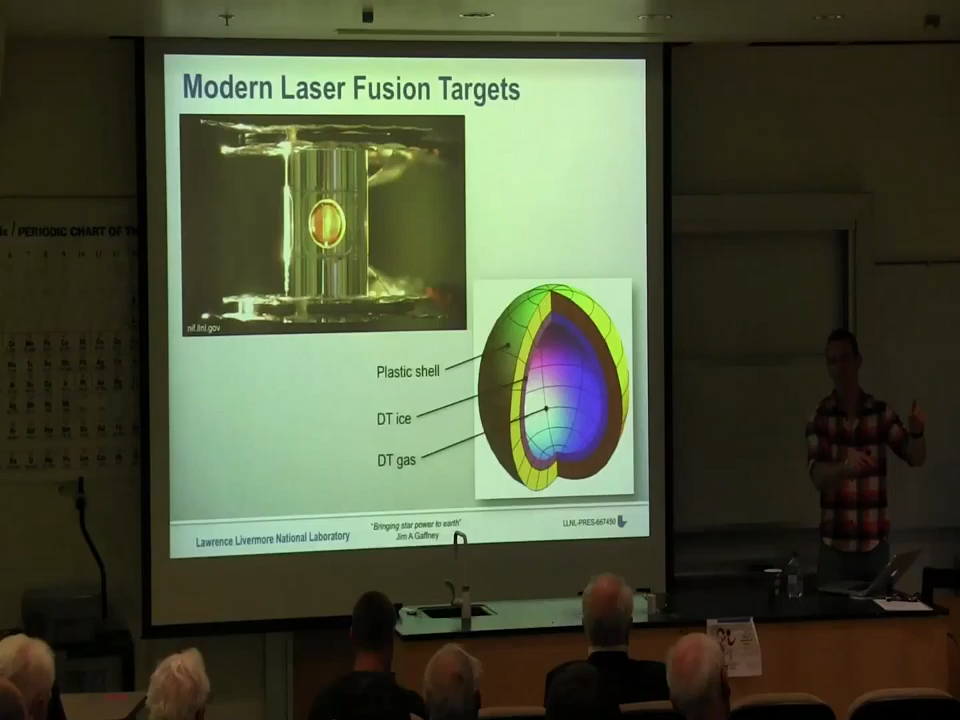 Modern Laser Fusion Targets
nif.llnl.gov
Plastic shell
DT ice
DT gas
Lawrence Livermore National Laboratory
"Bringing star power to earth"
Jim A Gaffney
LLNL-PRES-667450
/ PERIODIC CHART OF